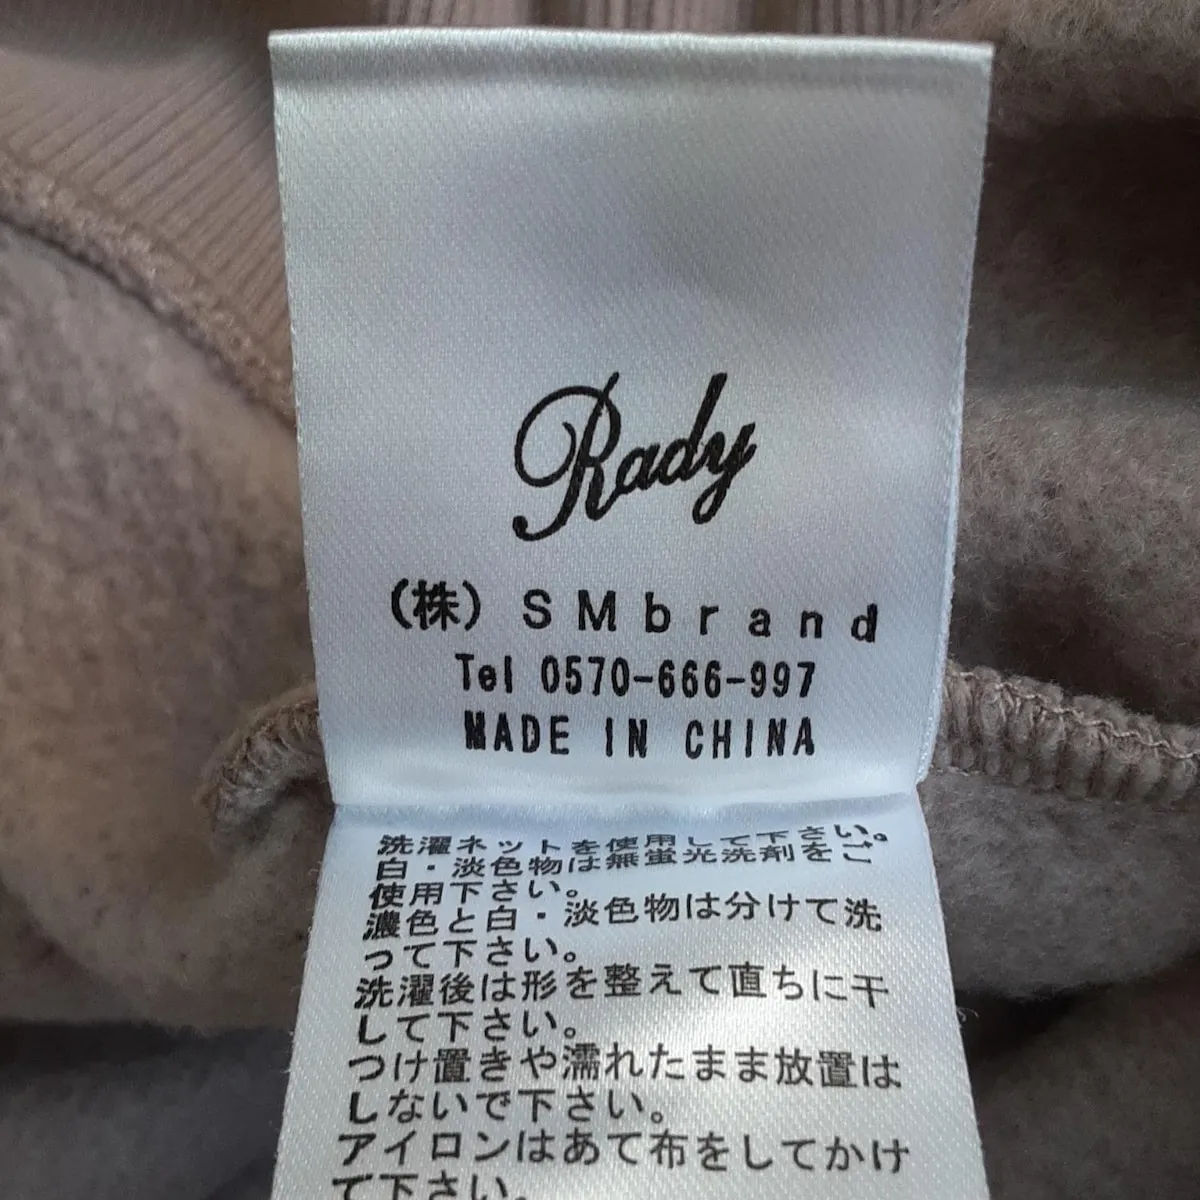 Rady
(株) SMbrand
Tel 0570-666-997
MADE IN CHINA
洗濯ネットを使用して下さい。
白・淡色物は無蛍光洗剤をご
使用下さい。
濃色と白・淡色物は分けて洗
って下さい。
洗濯後は形を整えて直ちに干
して下さい。
つけ置きや濡れたまま放置は
しないで下さい。
アイロンはあて布をしてかけ
て下さい。